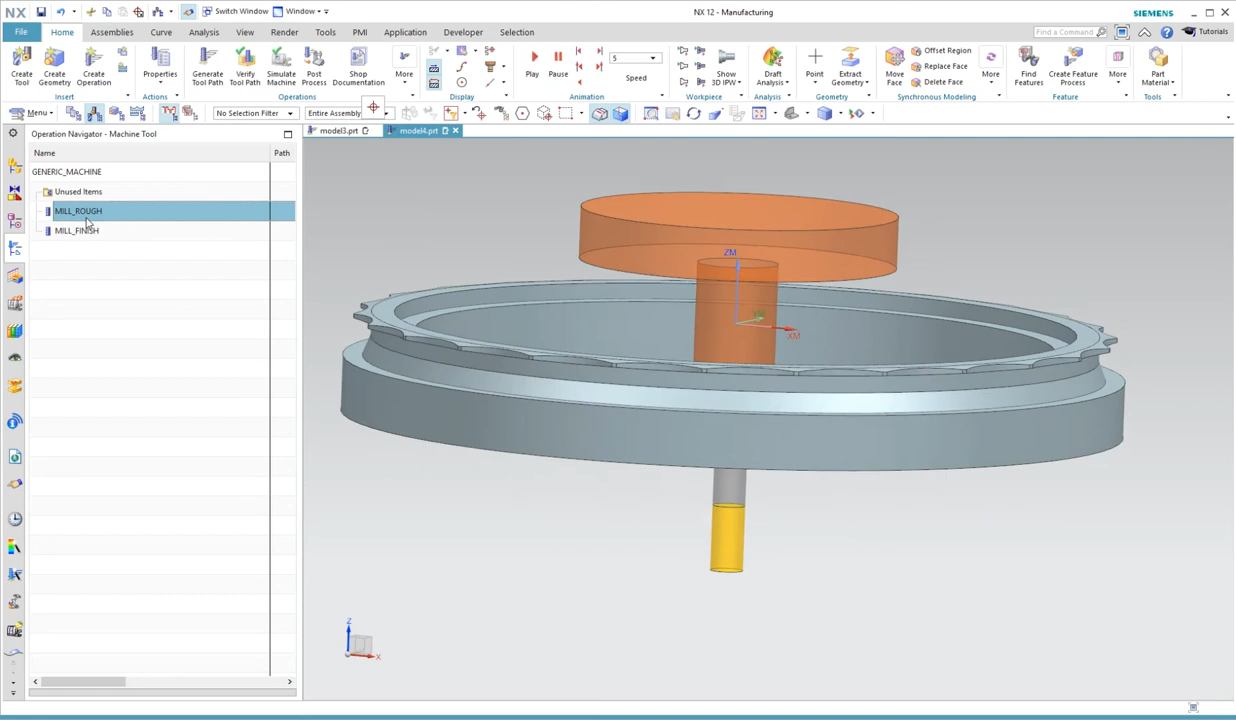 NX
Switch Window
Window
NX 12 - Manufacturing
SIEMENS
File
Home
Assemblies
Curve
Analysis
View
Render
Tools
PMI
Application
Developer
Selection
Find a Command
Tutorials
Create Tool
Create Geometry
Create Operation
Properties
Generate Tool Path
Verify Tool Path
Simulate Machine
Post Process
Shop Documentation
More
Play
Pause
5
Speed
Show 3D IPW
Draft Analysis
Point
Extract Geometry
Move Face
Offset Region
Replace Face
Delete Face
More
Find Features
Create Feature Process
More
Part Material
Insert
Actions
Operations
Display
Animation
Workpiece
Analysis
Geometry
Synchronous Modeling
Feature
Tools
Menu
No Selection Filter
Entire Assembly
Operation Navigator - Machine Tool
model3.prt
model4.prt
Name
Path
GENERIC_MACHINE
Unused Items
MILL_ROUGH
MILL_FINISH
ZM
YM
XM
Z
X